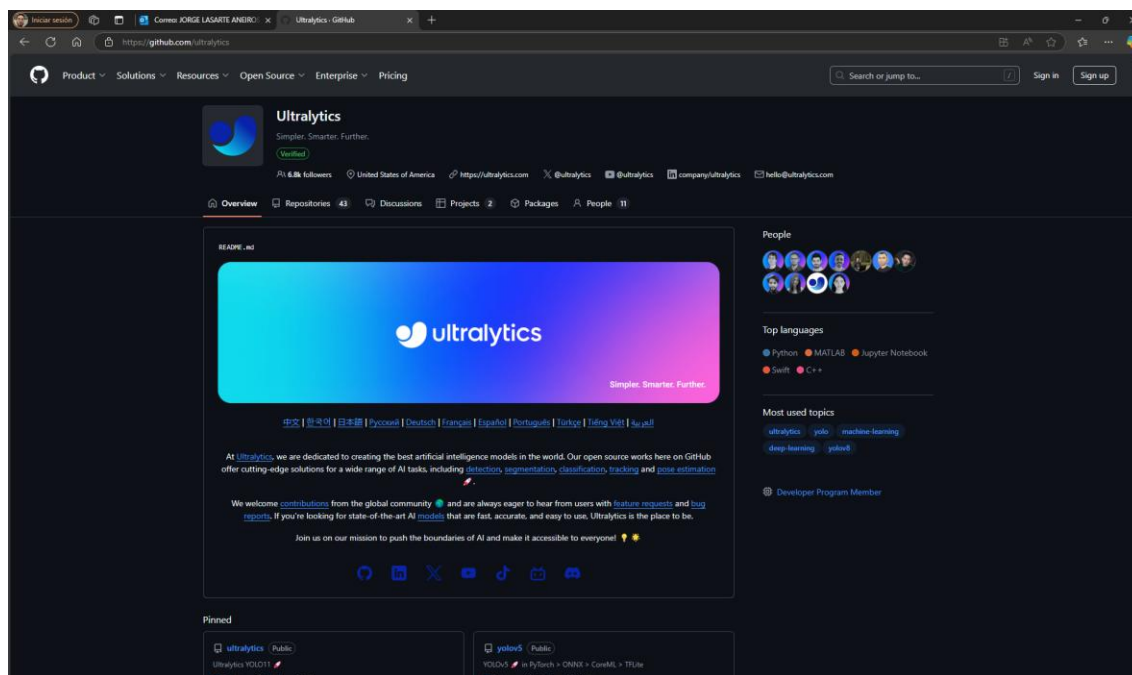 Iniciar sesión
Correo: JORGE LASARTE ANEIROS
Ultralytics · GitHub
https://github.com/ultralytics
Product Solutions Resources Open Source Enterprise Pricing
Search or jump to...
/
Sign in
Sign up
Ultralytics
Simpler. Smarter. Further.
Verified
6.8k followers United States of America https://ultralytics.com @ultralytics @ultralytics company/ultralytics hello@ultralytics.com
Overview Repositories 43 Discussions Projects 2 Packages People 11
README.md
ultralytics
Simpler. Smarter. Further.
中文 | 한국어 | 日本語 | Русский | Deutsch | Français | Español | Português | Türkçe | Tiếng Việt | العربية
At Ultralytics, we are dedicated to creating the best artificial intelligence models in the world. Our open source works here on GitHub
offer cutting-edge solutions for a wide range of AI tasks, including detection, segmentation, classification, tracking and pose estimation
🚀.
We welcome contributions from the global community 🌍 and are always eager to hear from users with feature requests and bug
reports. If you're looking for state-of-the-art AI models that are fast, accurate, and easy to use, Ultralytics is the place to be.
Join us on our mission to push the boundaries of AI and make it accessible to everyone! 💡 🌟
People
Top languages
Python MATLAB Jupyter Notebook
Swift C++
Most used topics
ultralytics yolo machine-learning
deep-learning yolov8
Developer Program Member
Pinned
ultralytics Public
Ultralytics YOLO11 🚀
yolov5 Public
YOLOv5 🚀 in PyTorch > ONNX > CoreML > TFLite